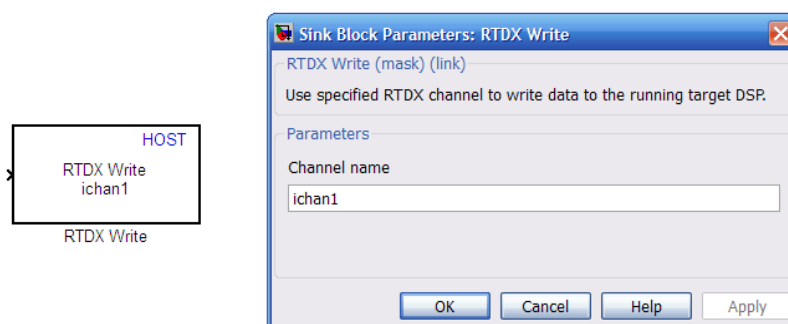 HOST
RTDX Write
ichan1
RTDX Write
Sink Block Parameters: RTDX Write
RTDX Write (mask) (link)
Use specified RTDX channel to write data to the running target DSP.
Parameters
Channel name
ichan1
OK Cancel Help Apply